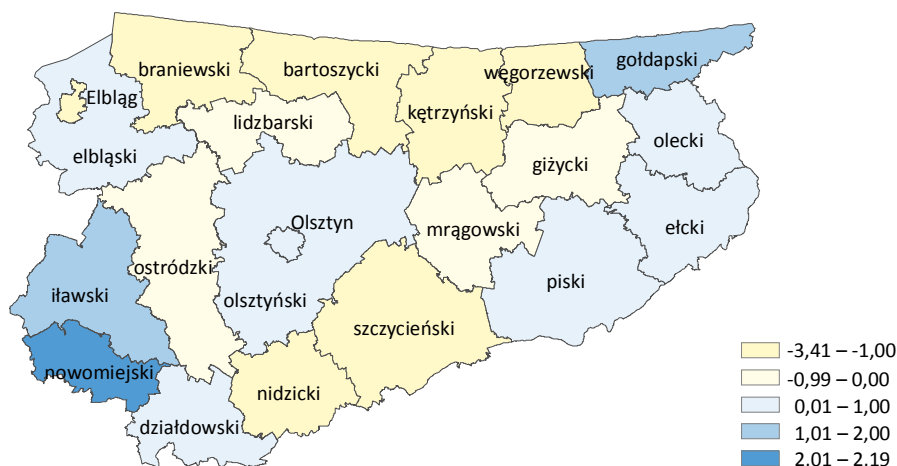 gołdapski
braniewski
bartoszycki
węgorzewski
Elbląg
kętrzyński
lidzbarski
olecki
elbląski
giżycki
Olsztyn
mrągowski
ełcki
ostródzki
piski
iławski
olsztyński
szczycieński
nowomiejski
nidzicki
działdowski
-3,41 – -1,00
-0,99 – 0,00
0,01 – 1,00
1,01 – 2,00
2,01 – 2,19